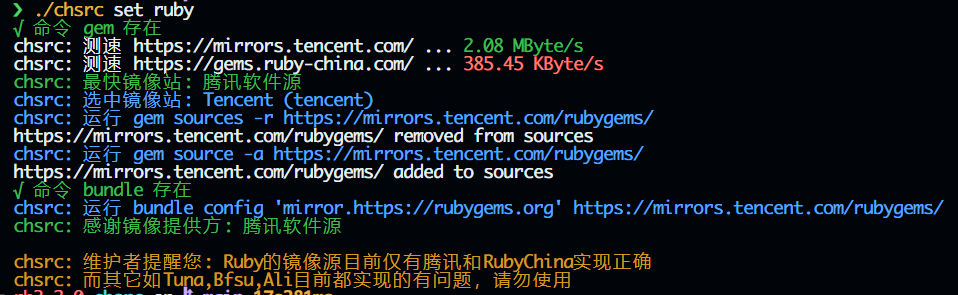 ❯ ./chsrc set ruby
√ 命令 gem 存在
chsrc: 测速 https://mirrors.tencent.com/ ... 2.08 MByte/s
chsrc: 测速 https://gems.ruby-china.com/ ... 385.45 KByte/s
chsrc: 最快镜像站: 腾讯软件源
chsrc: 选中镜像站: Tencent (tencent)
chsrc: 运行 gem sources -r https://mirrors.tencent.com/rubygems/
https://mirrors.tencent.com/rubygems/ removed from sources
chsrc: 运行 gem source -a https://mirrors.tencent.com/rubygems/
https://mirrors.tencent.com/rubygems/ added to sources
√ 命令 bundle 存在
chsrc: 运行 bundle config 'mirror.https://rubygems.org' https://mirrors.tencent.com/rubygems/
chsrc: 感谢镜像提供方: 腾讯软件源
chsrc: 维护者提醒您: Ruby的镜像源目前仅有腾讯和RubyChina实现正确
chsrc: 而其它如Tuna,Bfsu,Ali目前都实现的有问题, 请勿使用